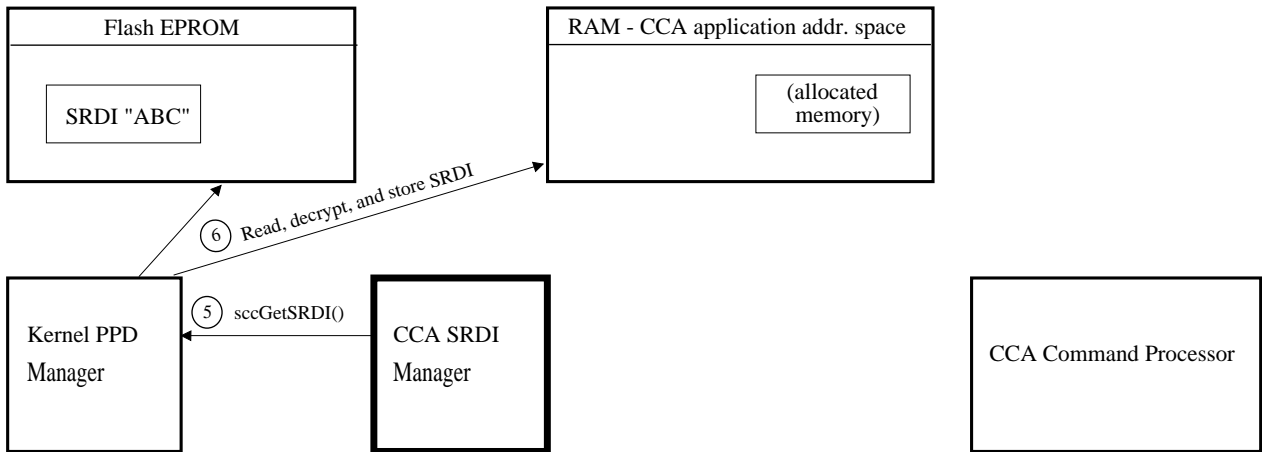 Flash EPROM
RAM - CCA application addr. space
SRDI "ABC"
(allocated
memory)
6 Read, decrypt, and store SRDI
5 sccGetSRDI()
Kernel PPD
Manager
CCA SRDI
Manager
CCA Command Processor